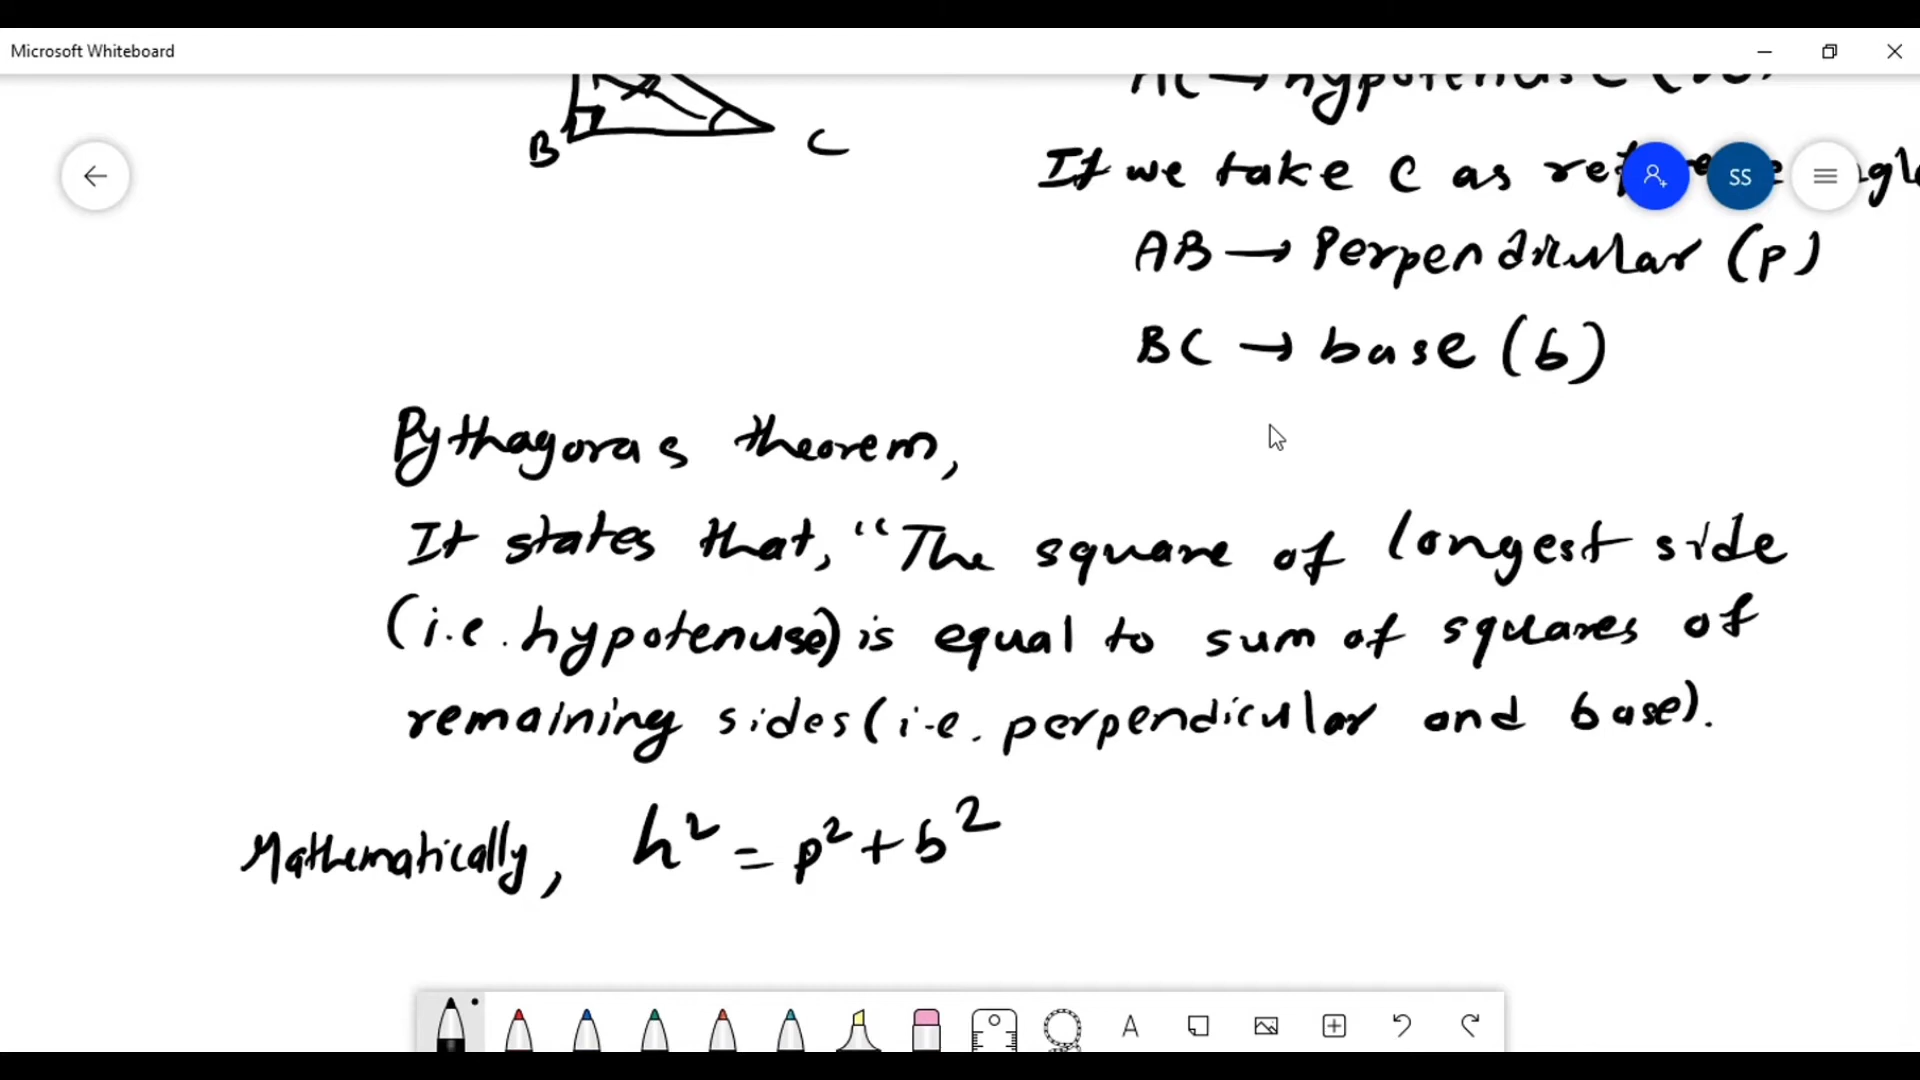 Microsoft Whiteboard
AC → hypotenuse
B C
If we take C as
SS
AB → Perpendicular (p)
BC → base (b)
Pythagoras theorem,
It states that, "The square of longest side
(i.e. hypotenuse) is equal to sum of squares of
remaining sides (i.e. perpendicular and base).
Mathematically, h² = p² + b²
A